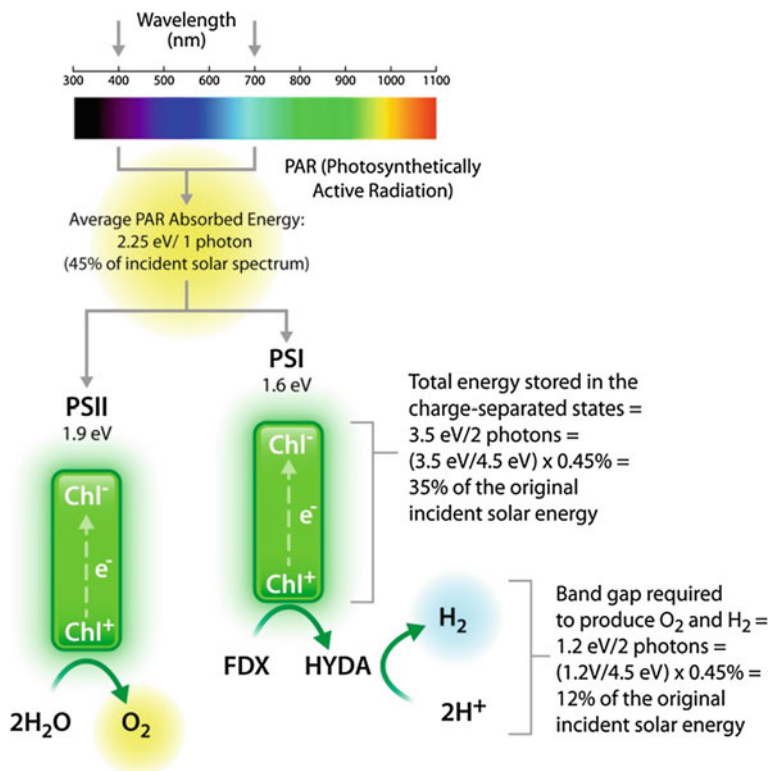 Wavelength
(nm)
300 400 500 600 700 800 900 1000 1100
PAR (Photosynthetically
Active Radiation)
Average PAR Absorbed Energy:
2.25 eV/ 1 photon
(45% of incident solar spectrum)
PSII
1.9 eV
Chl-
e-
Chl+
2H2O
O2
PSI
1.6 eV
Chl-
e-
Chl+
FDX
HYDA
H2
2H+
Total energy stored in the
charge-separated states =
3.5 eV/2 photons =
(3.5 eV/4.5 eV) x 0.45% =
35% of the original
incident solar energy
Band gap required
to produce O2 and H2 =
1.2 eV/2 photons =
(1.2V/4.5 eV) x 0.45% =
12% of the original
incident solar energy